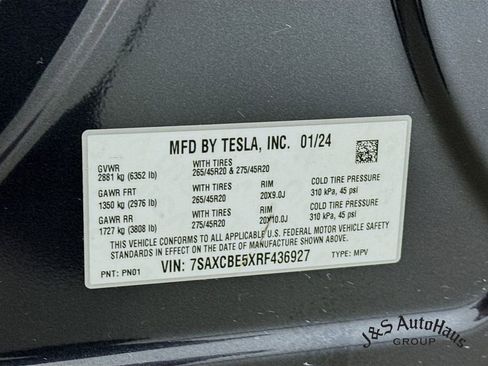 MFD BY TESLA, INC. 01/24
GVWR WITH TIRES
2881 kg (6352 lb) 265/45R20 & 275/45R20
GAWR FRT WITH TIRES RIM COLD TIRE PRESSURE
1350 kg (2976 lb) 265/45R20 20X9.0J 310 kPa, 45 psi
GAWR RR WITH TIRES RIM COLD TIRE PRESSURE
1727 kg (3808 lb) 275/45R20 20X10.0J 310 kPa, 45 psi
THIS VEHICLE CONFORMS TO ALL APPLICABLE U.S. FEDERAL MOTOR VEHICLE SAFETY
AND THEFT PREVENTION STANDARDS IN EFFECT ON THE DATE OF MANUFACTURE.
PNT: PN01 VIN: 7SAXCBE5XRF436927 TYPE: MPV
J&S AUTOHAUS
GROUP